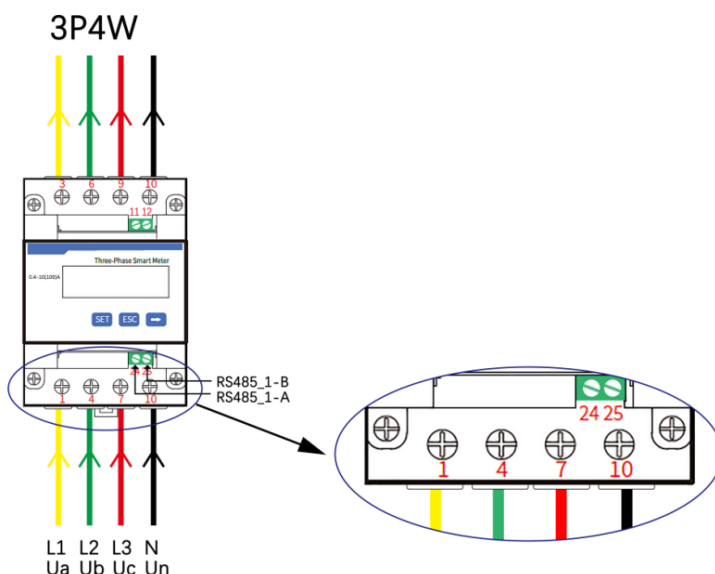 3P4W
3 6 9 10
11 12
Three-Phase Smart Meter
0.4-10(100)A
SET ESC
24 25
RS485_1-B
RS485_1-A
1 4 7 10
24 25
1 4 7 10
L1 L2 L3 N
Ua Ub Uc Un